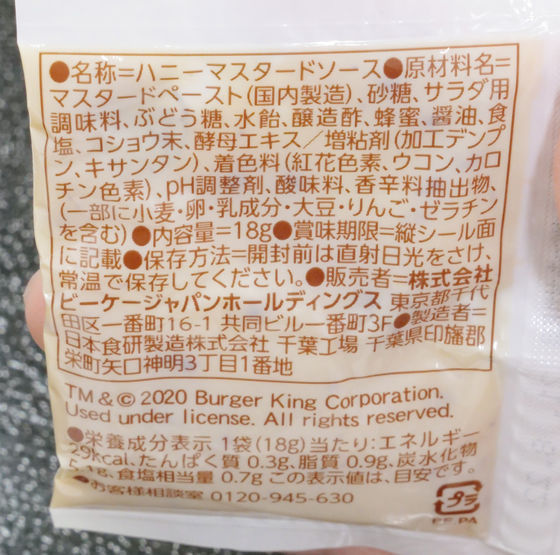 ●名称=ハニーマスタードソース●原材料名=
マスタードペースト(国内製造)、砂糖、サラダ用
調味料、ぶどう糖、水飴、醸造酢、蜂蜜、醤油、食
塩、コショウ末、酵母エキス/増粘剤(加工デンプ
ン、キサンタン)、着色料(紅花色素、ウコン、カロ
チン色素)、pH調整剤、酸味料、香辛料抽出物、
(一部に小麦・卵・乳成分・大豆・りんご・ゼラチン
を含む)●内容量=18g●賞味期限=縦シール面
に記載●保存方法=開封前は直射日光をさけ、
常温で保存してください。●販売者=株式会社
ビーケージャパンホールディングス 東京都千代
田区一番町16-1 共同ビル一番町3F●製造者=
日本食研製造株式会社 千葉工場 千葉県印旛郡
栄町矢口神明3丁目1番地
TM&© 2020 Burger King Corporation.
Used under license. All rights reserved.
●栄養成分表示 1袋(18g)当たり:エネルギー
29kcal、たんぱく質 0.3g、脂質 0.9g、炭水化物
食塩相当量 0.7g この表示値は、目安です。
●お客様相談室 0120-945-630
プラ
PE,PA